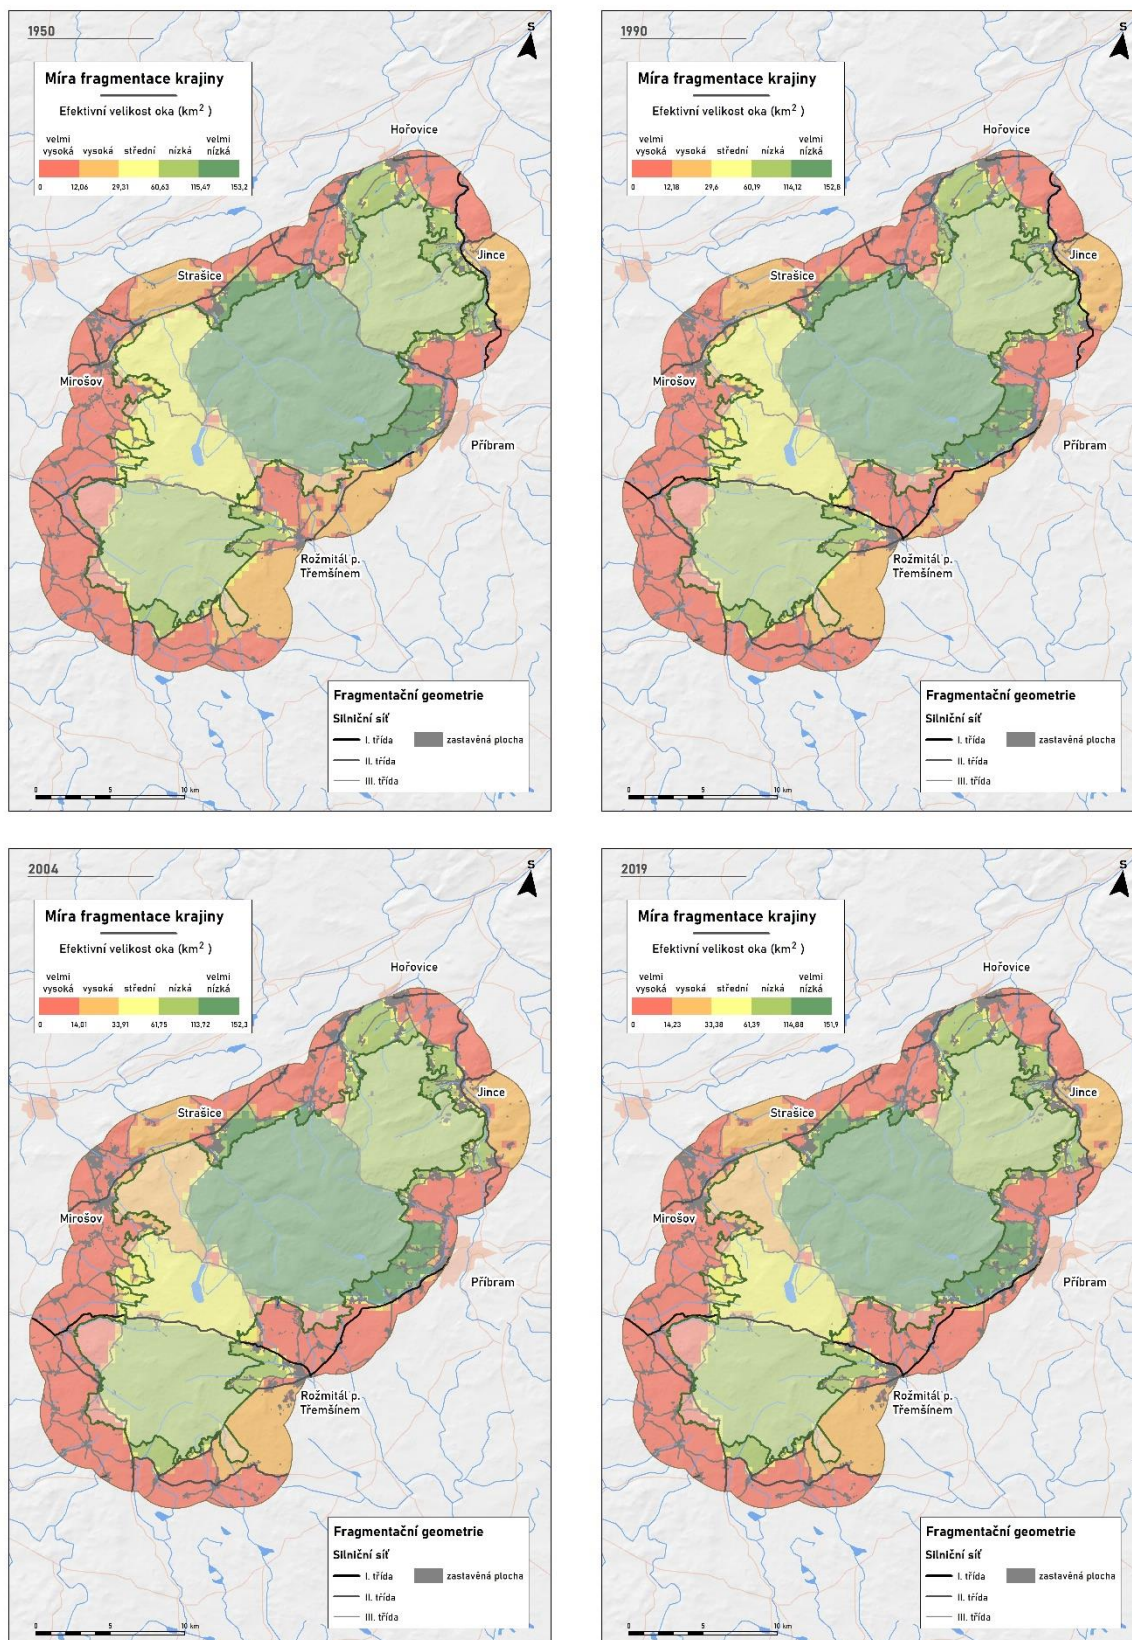 1950
S
Míra fragmentace krajiny
Efektivní velikost oka (km²)
velmi vysoká vysoká střední nízká velmi nízká
0 12,06 29,31 60,63 115,47 153,2
Hořovice
Strašice
Jince
Mirošov
Příbram
Rožmitál p.
Třemšínem
Fragmentační geometrie
Silniční síť
I. třída zastavěná plocha
II. třída
III. třída
0 5 10 km
1990
S
Míra fragmentace krajiny
Efektivní velikost oka (km²)
velmi vysoká vysoká střední nízká velmi nízká
0 12,18 29,6 60,19 114,12 152,8
Hořovice
Strašice
Jince
Mirošov
Příbram
Rožmitál p.
Třemšínem
Fragmentační geometrie
Silniční síť
I. třída zastavěná plocha
II. třída
III. třída
0 5 10 km
2004
S
Míra fragmentace krajiny
Efektivní velikost oka (km²)
velmi vysoká vysoká střední nízká velmi nízká
0 14,01 33,91 61,75 113,72 152,3
Hořovice
Strašice
Jince
Mirošov
Příbram
Rožmitál p.
Třemšínem
Fragmentační geometrie
Silniční síť
I. třída zastavěná plocha
II. třída
III. třída
0 5 10 km
2019
S
Míra fragmentace krajiny
Efektivní velikost oka (km²)
velmi vysoká vysoká střední nízká velmi nízká
0 14,23 33,38 61,39 114,88 151,9
Hořovice
Strašice
Jince
Mirošov
Příbram
Rožmitál p.
Třemšínem
Fragmentační geometrie
Silniční síť
I. třída zastavěná plocha
II. třída
III. třída
0 5 10 km